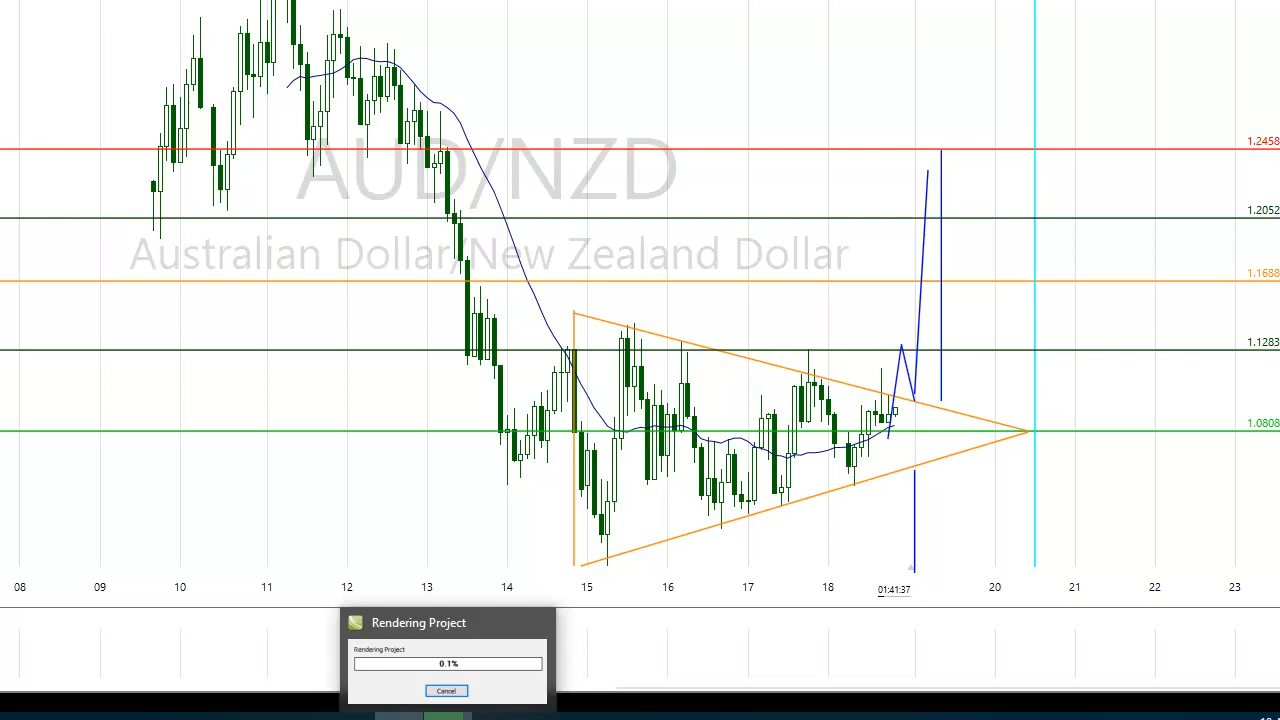 1.2458
AUD/NZD
1.2052
Australian Dollar/New Zealand Dollar
1.1688
1.1283
1.0808
08 09 10 11 12 13 14 15 16 17 18 20 21 22 23
01:41:37
Rendering Project
Rendering Project
0.1%
Cancel